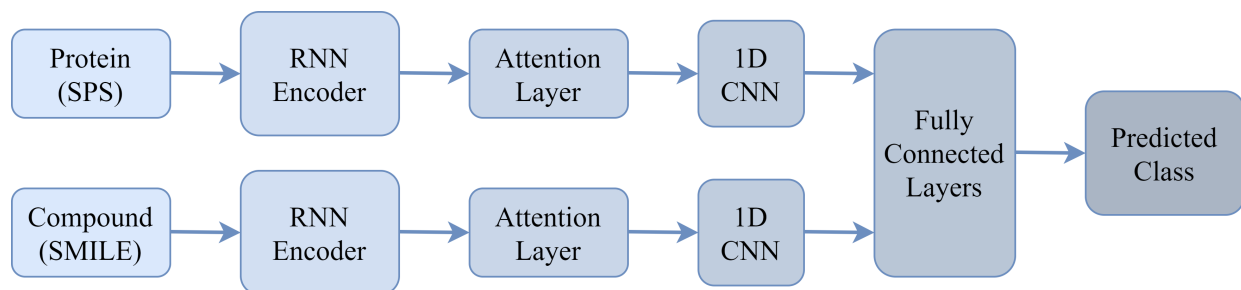 Protein
(SPS)
RNN
Encoder
Attention
Layer
1D
CNN
Compound
(SMILE)
RNN
Encoder
Attention
Layer
1D
CNN
Fully
Connected
Layers
Predicted
Class